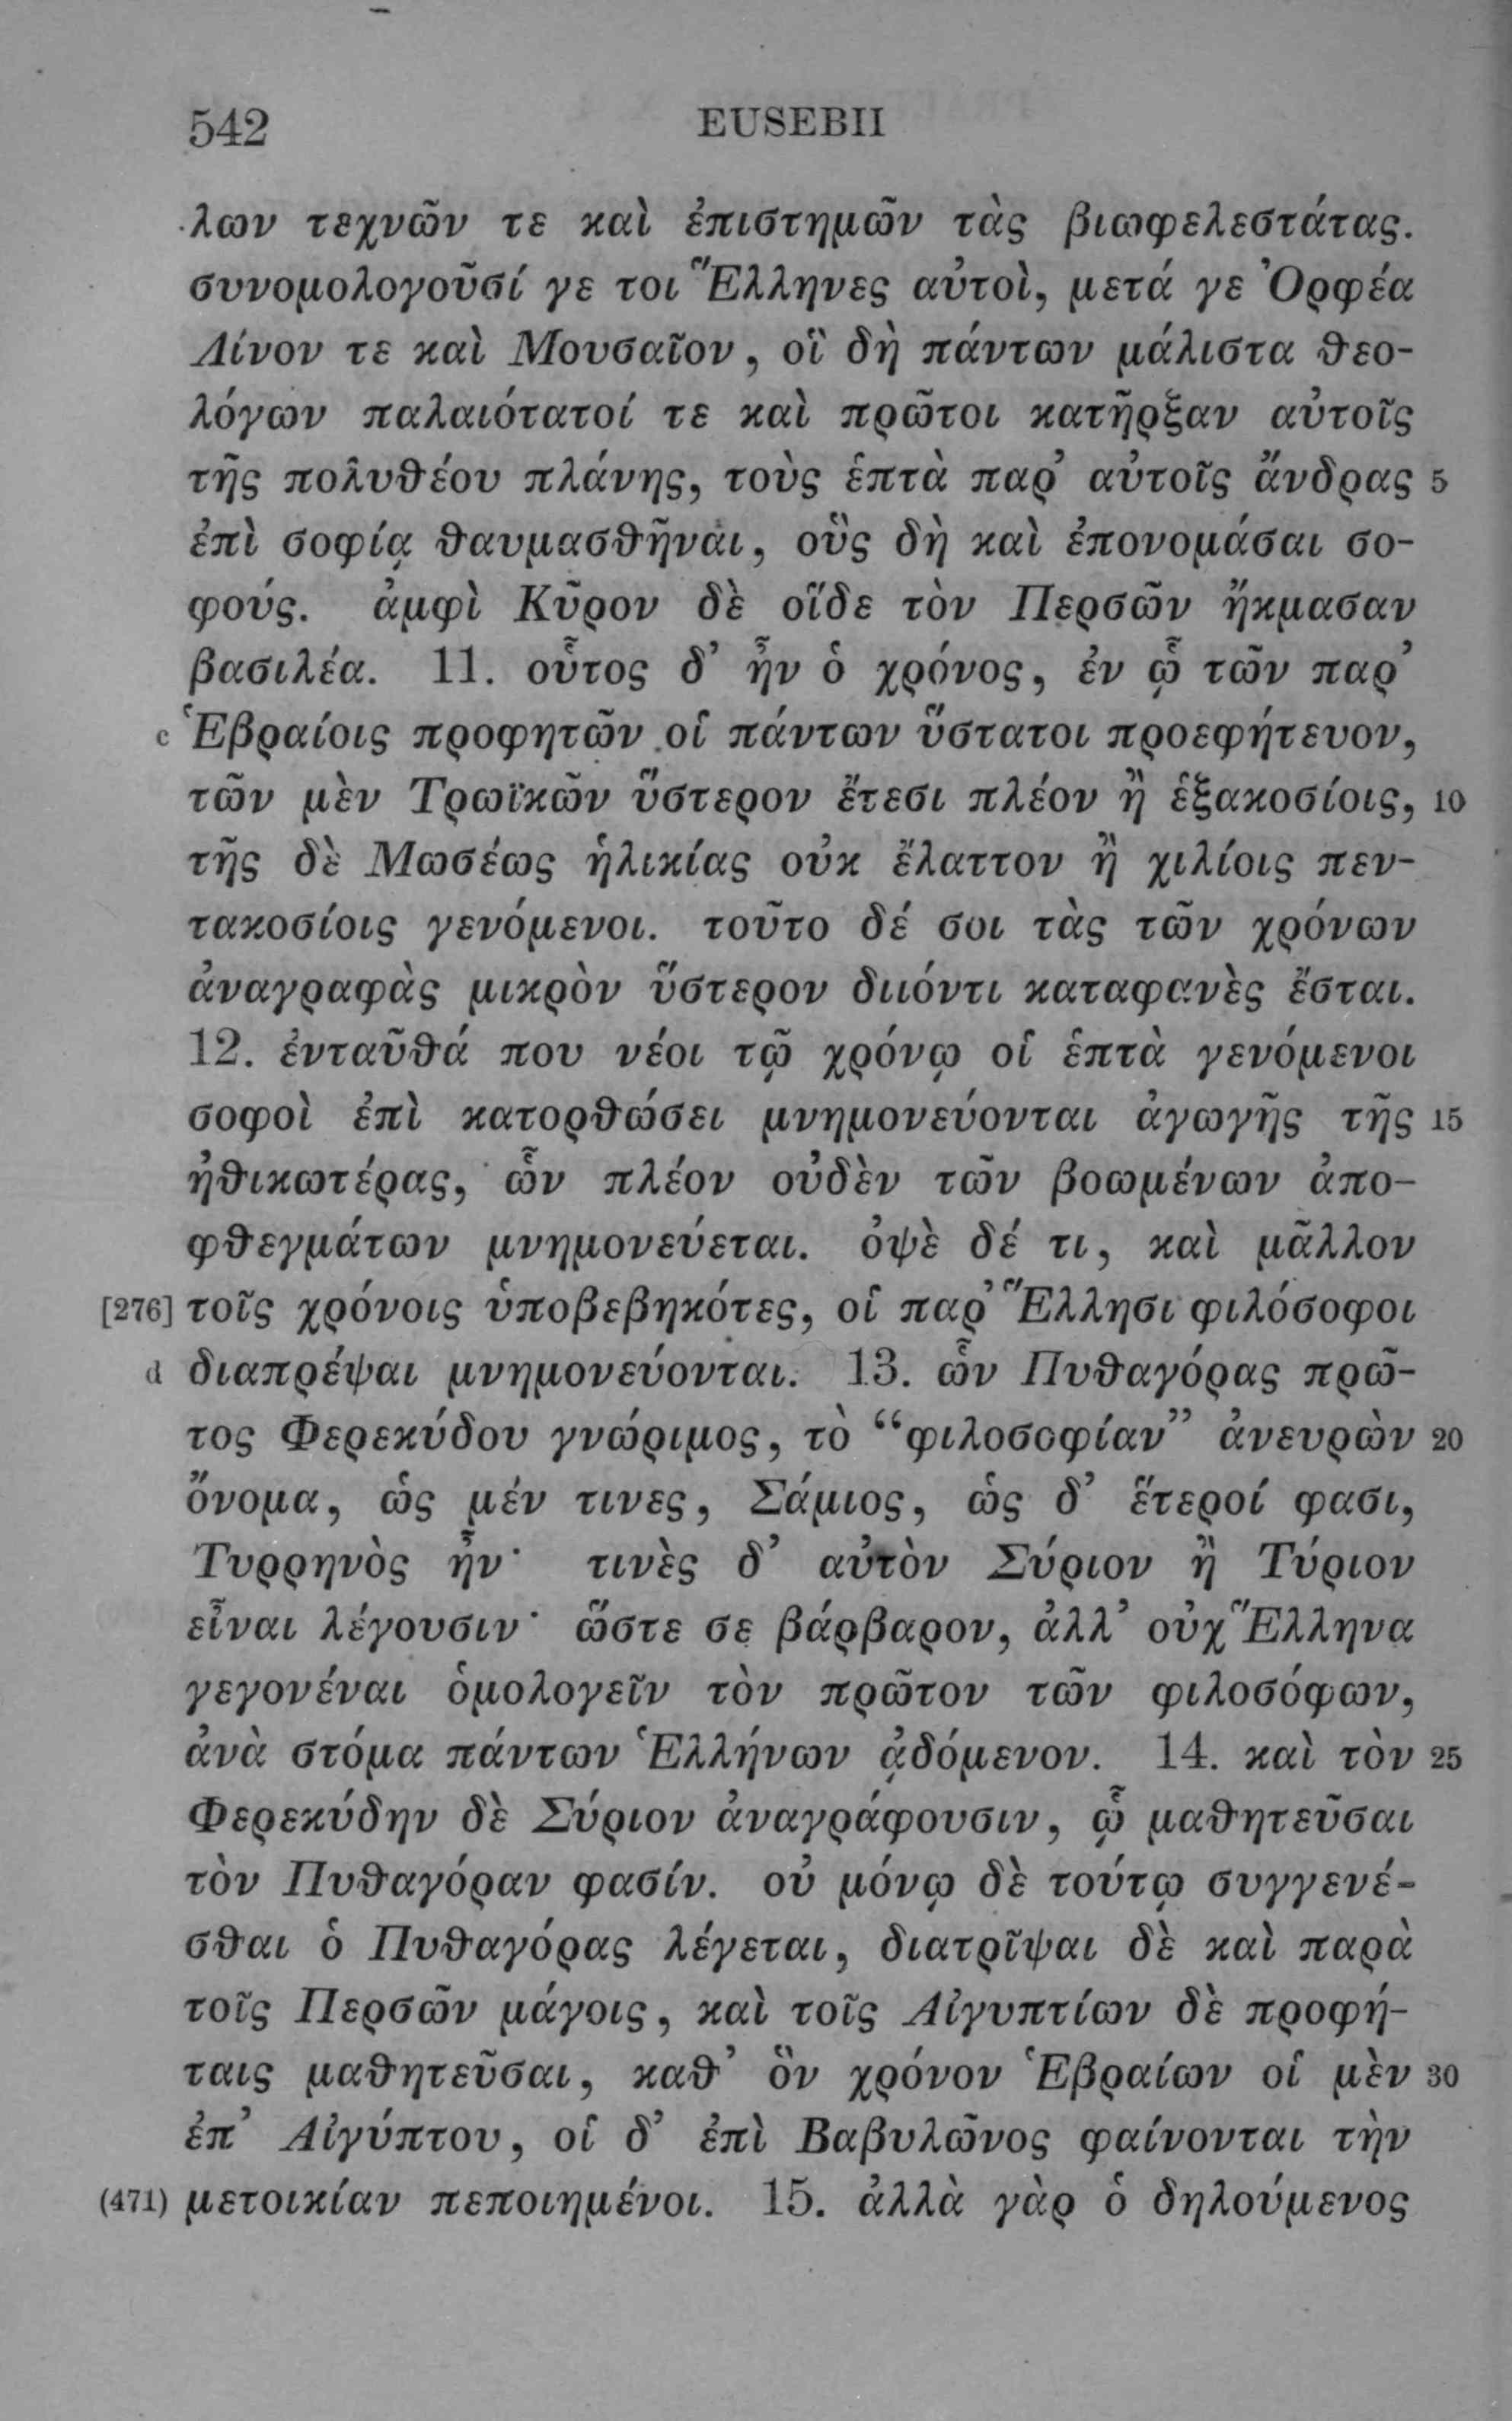 542 EUSEBII
λων τεχνῶν τε καὶ ἐπιστημῶν τὰς βιωφελεστάτας.
συνομολογοῦσί γε τοι Ἕλληνες αὐτοὶ, μετά γε Ὀρφέα
Λίνον τε καὶ Μουσαῖον, οἳ δὴ πάντων μάλιστα θεο-
λόγων παλαιότατοί τε καὶ πρῶτοι κατῆρξαν αὐτοῖς
τῆς πολυθέου πλάνης, τοὺς ἑπτὰ παρ’ αὐτοῖς ἄνδρας 5
ἐπὶ σοφίᾳ θαυμασθῆναι, οὓς δὴ καὶ ἐπονομάσαι σο-
φούς. ἀμφὶ Κῦρον δὲ οἵδε τὸν Περσῶν ἤκμασαν
βασιλέα. 11. οὗτος δ’ ἦν ὁ χρόνος, ἐν ᾧ τῶν παρ’
c Ἑβραίοις προφητῶν οἱ πάντων ὕστατοι προεφήτευον,
τῶν μὲν Τρωϊκῶν ὕστερον ἔτεσι πλέον ἢ ἑξακοσίοις, 10
τῆς δὲ Μωσέως ἡλικίας οὐκ ἔλαττον ἢ χιλίοις πεν-
τακοσίοις γενόμενοι. τοῦτο δέ σοι τὰς τῶν χρόνων
ἀναγραφὰς μικρὸν ὕστερον διιόντι καταφανὲς ἔσται.
12. ἐνταῦθά που νέοι τῷ χρόνῳ οἱ ἑπτὰ γενόμενοι
σοφοὶ ἐπὶ κατορθώσει μνημονεύονται ἀγωγῆς τῆς 15
ἠθικωτέρας, ὧν πλέον οὐδὲν τῶν βοωμένων ἀπο-
φθεγμάτων μνημονεύεται. ὀψὲ δέ τι, καὶ μᾶλλον
[276] τοῖς χρόνοις ὑποβεβηκότες, οἱ παρ’ Ἕλλησι φιλόσοφοι
d διαπρέψαι μνημονεύονται. 13. ὧν Πυθαγόρας πρῶ-
τος Φερεκύδου γνώριμος, τὸ “φιλοσοφίαν” ἀνευρὼν 20
ὄνομα, ὡς μέν τινες, Σάμιος, ὡς δ’ ἕτεροί φασι,
Τυρρηνὸς ἦν· τινὲς δ’ αὐτὸν Σύριον ἢ Τύριον
εἶναι λέγουσιν· ὥστε σε βάρβαρον, ἀλλ’ οὐχ Ἕλληνα
γεγονέναι ὁμολογεῖν τὸν πρῶτον τῶν φιλοσόφων,
ἀνὰ στόμα πάντων Ἑλλήνων ᾀδόμενον. 14. καὶ τὸν 25
Φερεκύδην δὲ Σύριον ἀναγράφουσιν, ᾧ μαθητεῦσαι
τὸν Πυθαγόραν φασίν. οὐ μόνῳ δὲ τούτῳ συγγενέ-
σθαι ὁ Πυθαγόρας λέγεται, διατρῖψαι δὲ καὶ παρὰ
τοῖς Περσῶν μάγοις, καὶ τοῖς Αἰγυπτίων δὲ προφή-
ταις μαθητεῦσαι, καθ’ ὃν χρόνον Ἑβραίων οἱ μὲν 30
ἐπ’ Αἰγύπτου, οἱ δ’ ἐπὶ Βαβυλῶνος φαίνονται τὴν
(471) μετοικίαν πεποιημένοι. 15. ἀλλὰ γὰρ ὁ δηλούμενος